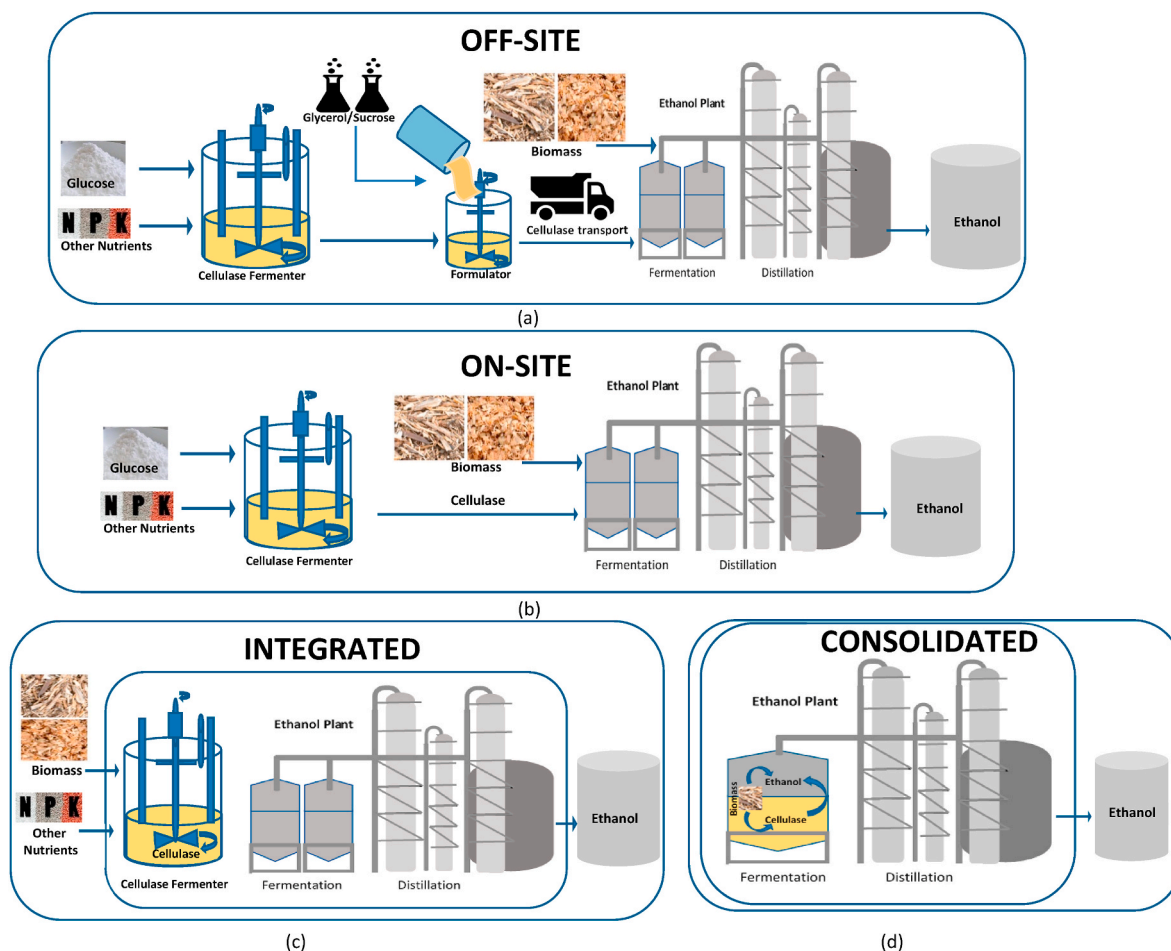 OFF-SITE
Glycerol/Sucrose
Biomass
Ethanol Plant
Glucose
N P K
Other Nutrients
Cellulase Fermenter
Formulator
Cellulase transport
Fermentation
Distillation
Ethanol
(a)
ON-SITE
Ethanol Plant
Glucose
Biomass
N P K
Other Nutrients
Cellulase
Cellulase Fermenter
Fermentation
Distillation
Ethanol
(b)
INTEGRATED
Ethanol Plant
Biomass
N P K
Other
Nutrients
Cellulase
Cellulase Fermenter
Fermentation
Distillation
Ethanol
(c)
CONSOLIDATED
Ethanol Plant
Biomass
Ethanol
Cellulase
Fermentation
Distillation
Ethanol
(d)